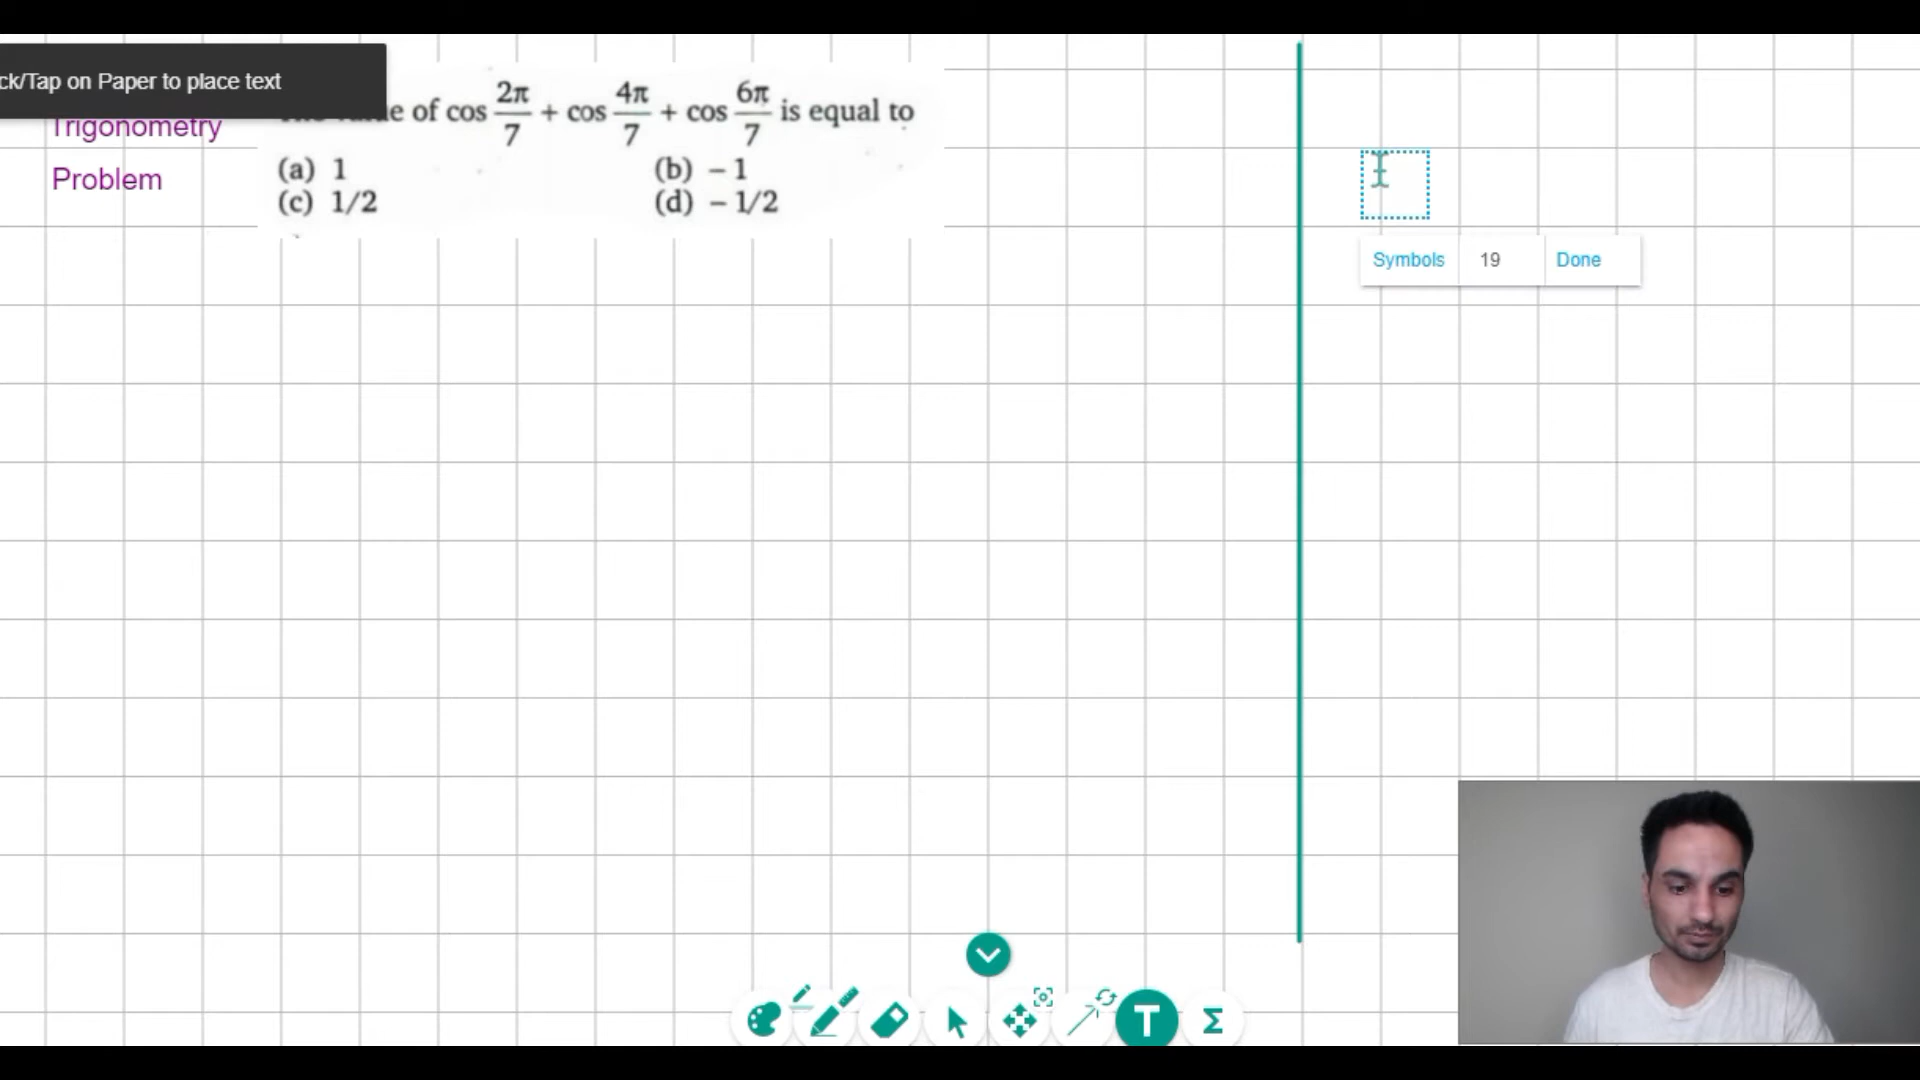 ck/Tap on Paper to place text
Trigonometry
Problem
of cos 2π/7 + cos 4π/7 + cos 6π/7 is equal to
(a) 1 (b) – 1
(c) 1/2 (d) – 1/2
Symbols 19 Done
T Σ